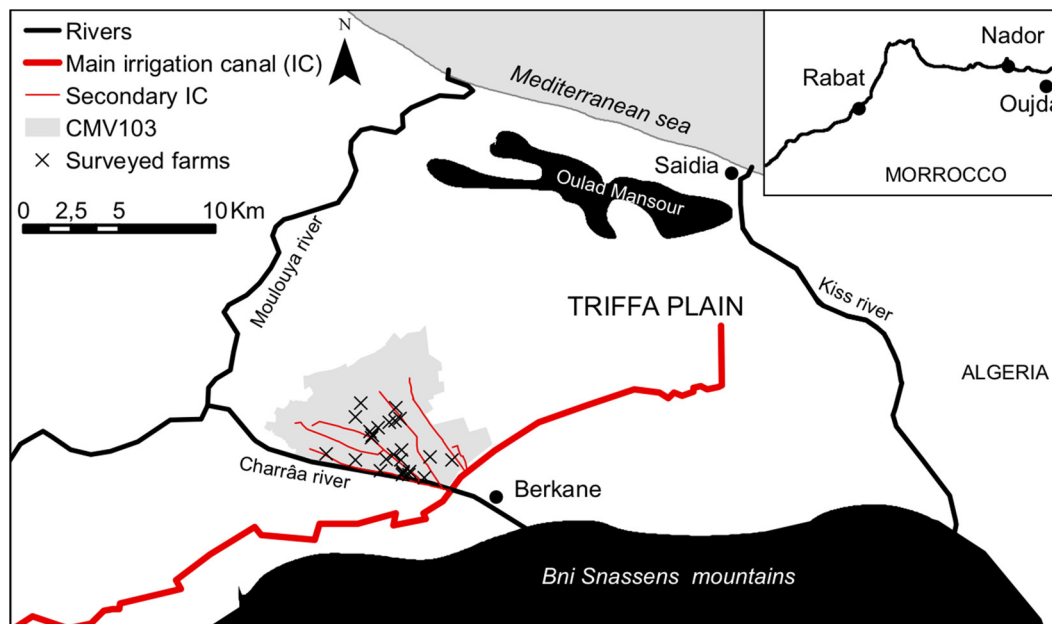 Rivers
Main irrigation canal (IC)
Secondary IC
CMV103
Surveyed farms
0 2,5 5 10 Km
N
Mediterranean sea
Nador
Rabat
Oujda
MORROCCO
Saidia
Oulad Mansour
Moulouya river
Kiss river
TRIFFA PLAIN
ALGERIA
Charrâa river
Berkane
Bni Snassens mountains